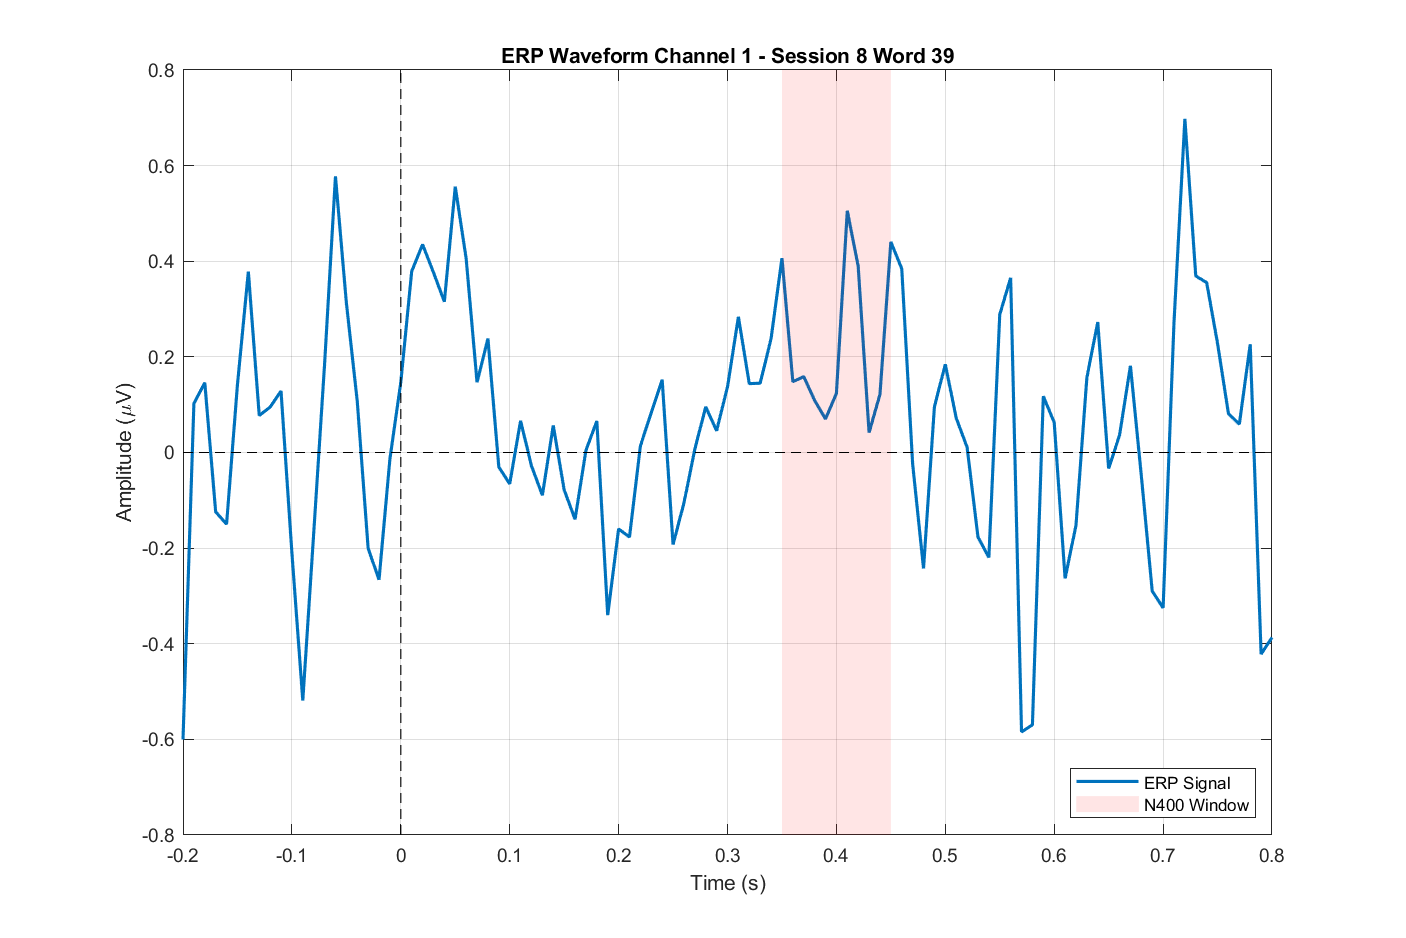 ERP Waveform Channel 1 - Session 8 Word 39
0.8
0.6
0.4
0.2
0
-0.2
-0.4
-0.6
-0.8
Amplitude (μV)
ERP Signal
N400 Window
-0.2 -0.1 0 0.1 0.2 0.3 0.4 0.5 0.6 0.7 0.8
Time (s)